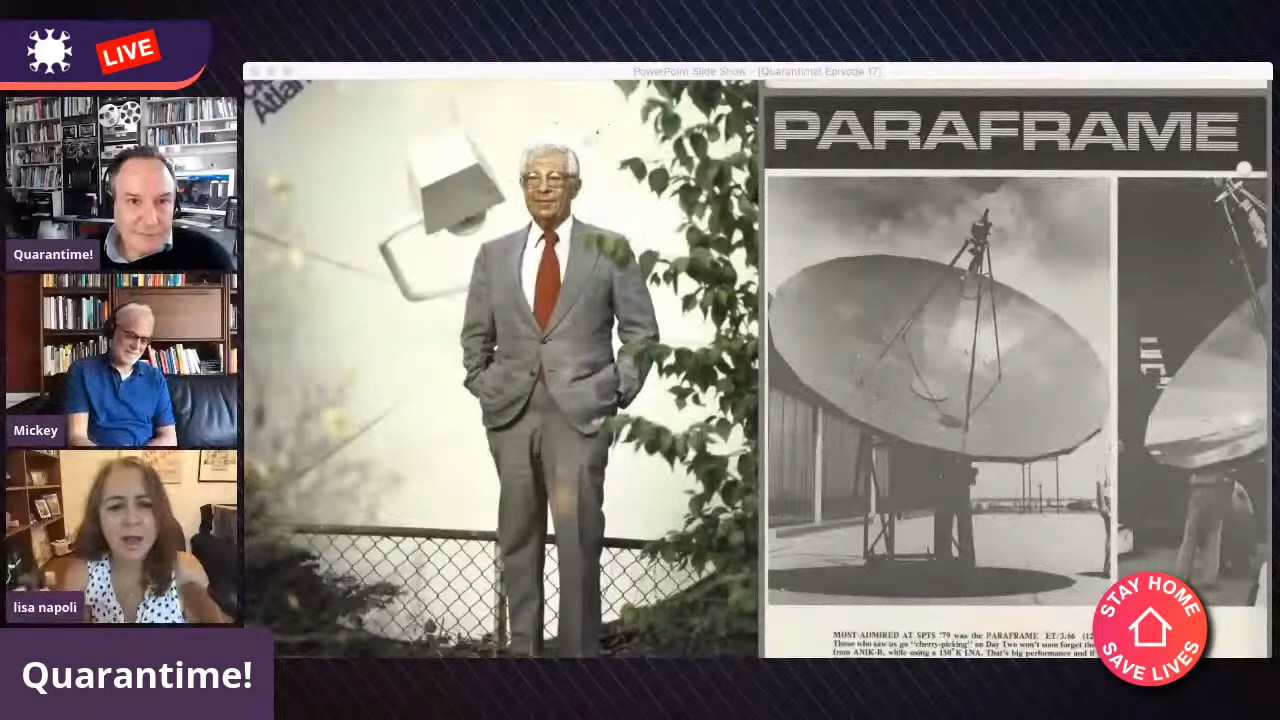 LIVE
PowerPoint Slide Show - [Quarantime! Episode 17]
Quarantime!
Mickey
lisa napoli
Quarantime!
PARAFRAME
MOST-ADMIRED AT SPTS '79 was the PARAFRAME ET/3.66 (12
Those who saw us go "cherry-picking" on Day Two won't soon forget
from ANIK-B, while using a 150°K LNA. That's big performance and
STAY HOME
SAVE LIVES